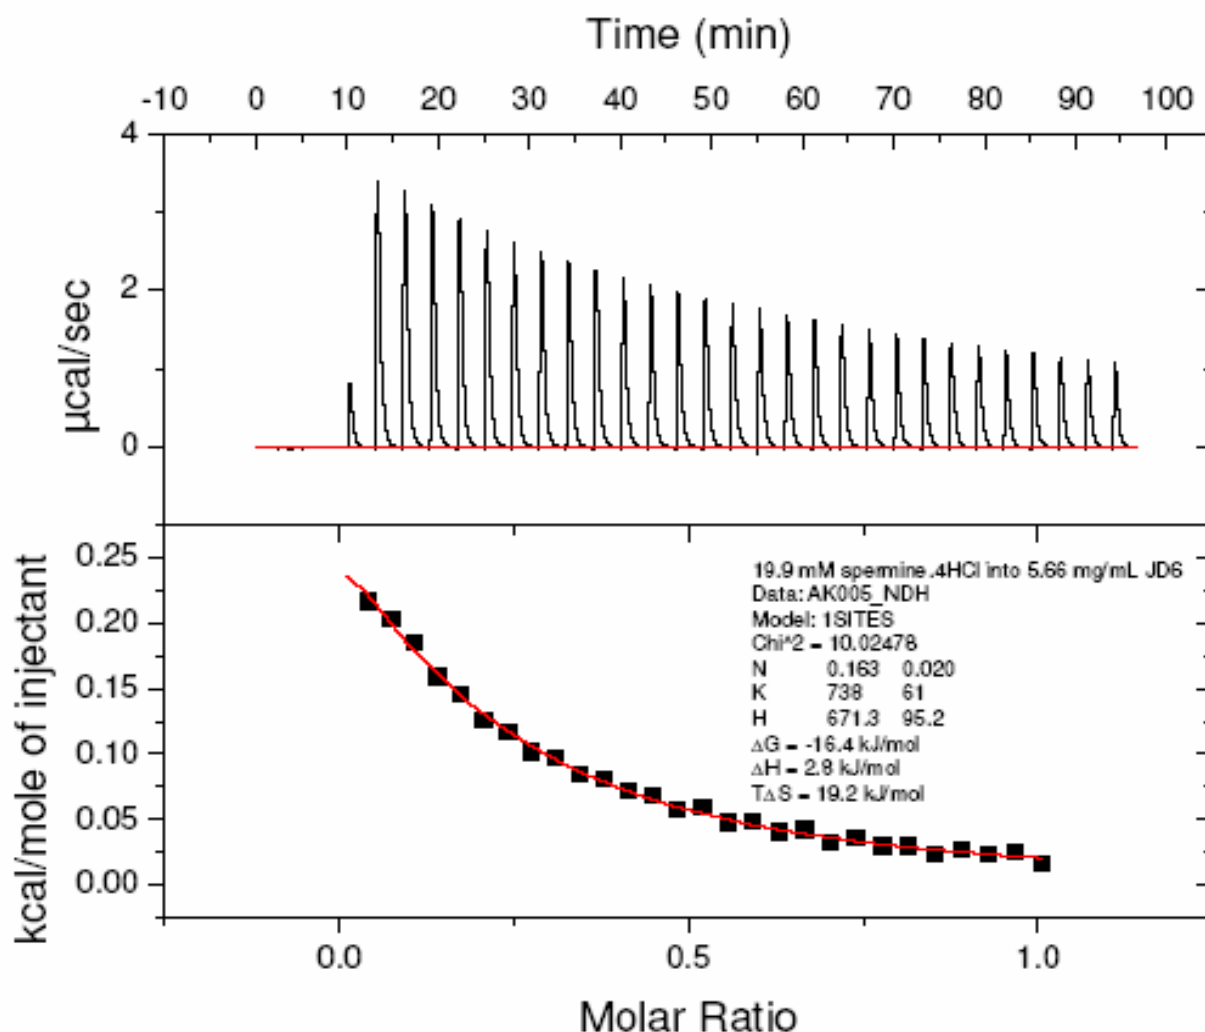 Time (min)
-10 0 10 20 30 40 50 60 70 80 90 100
4
2
0
µcal/sec
0.25
0.20
0.15
0.10
0.05
0.00
kcal/mole of injectant
19.9 mM spermine.4HCl into 5.66 mg/mL JD6
Data: AK005_NDH
Model: 1SITES
Chi^2 = 10.02478
N 0.163 0.020
K 738 61
H 671.3 95.2
ΔG = -16.4 kJ/mol
ΔH = 2.8 kJ/mol
TΔS = 19.2 kJ/mol
0.0 0.5 1.0
Molar Ratio